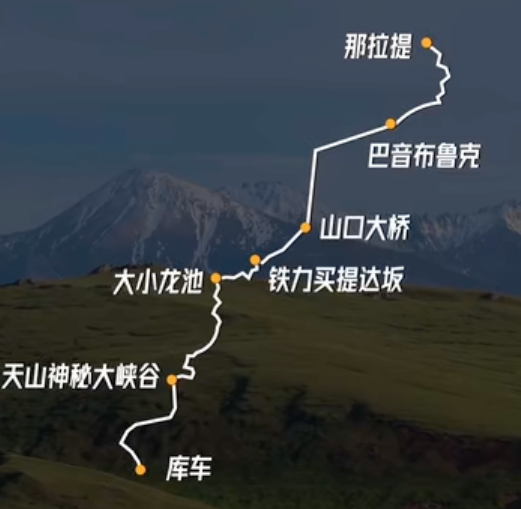 那拉提
巴音布鲁克
山口大桥
铁力买提达坂
大小龙池
天山神秘大峡谷
库车